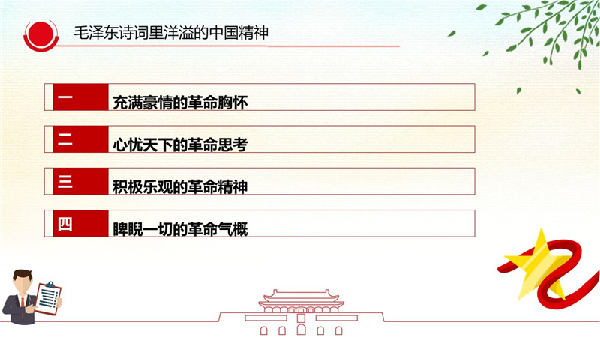 毛泽东诗词里洋溢的中国精神
一 充满豪情的革命胸怀
二 心忧天下的革命思考
三 积极乐观的革命精神
四 睥睨一切的革命气概